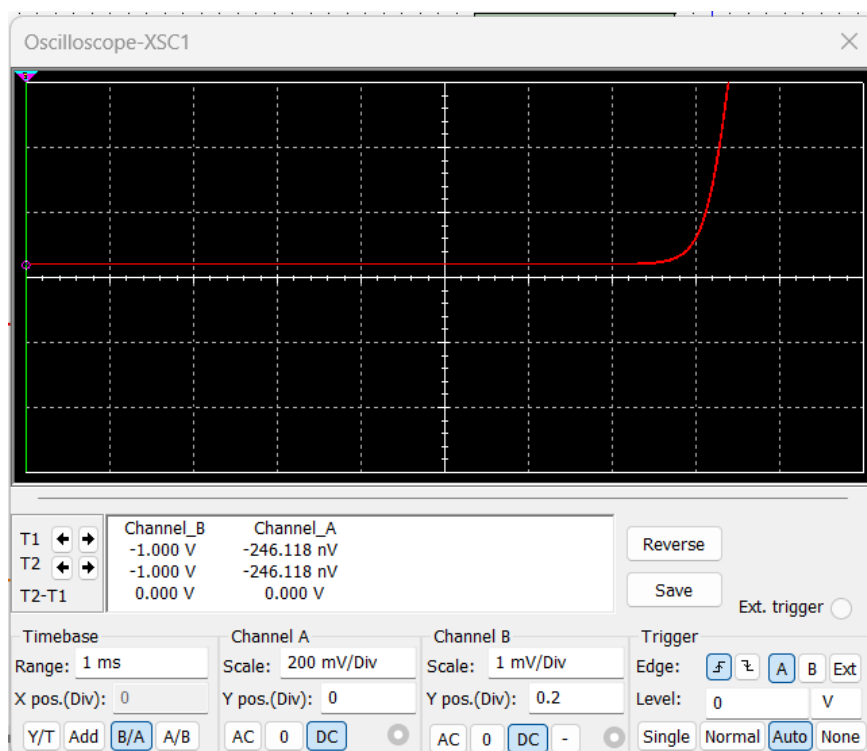 Oscilloscope-XSC1
Channel_B Channel_A
T1 -1.000 V -246.118 nV
T2 -1.000 V -246.118 nV
T2-T1 0.000 V 0.000 V
Reverse
Save
Ext. trigger
Timebase Channel A Channel B Trigger
Range: 1 ms Scale: 200 mV/Div Scale: 1 mV/Div Edge: A B Ext
X pos.(Div): 0 Y pos.(Div): 0 Y pos.(Div): 0.2 Level: 0 V
Y/T Add B/A A/B AC 0 DC AC 0 DC - Single Normal Auto None